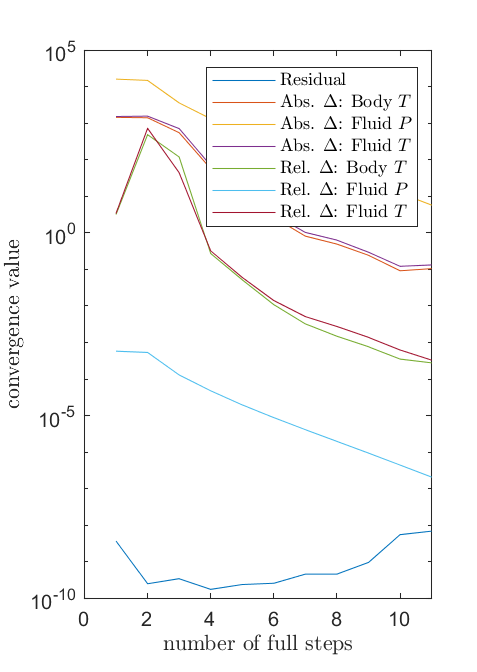 10^5
10^0
10^-5
10^-10
convergence value
Residual
Abs. Δ: Body T
Abs. Δ: Fluid P
Abs. Δ: Fluid T
Rel. Δ: Body T
Rel. Δ: Fluid P
Rel. Δ: Fluid T
0 2 4 6 8 10
number of full steps